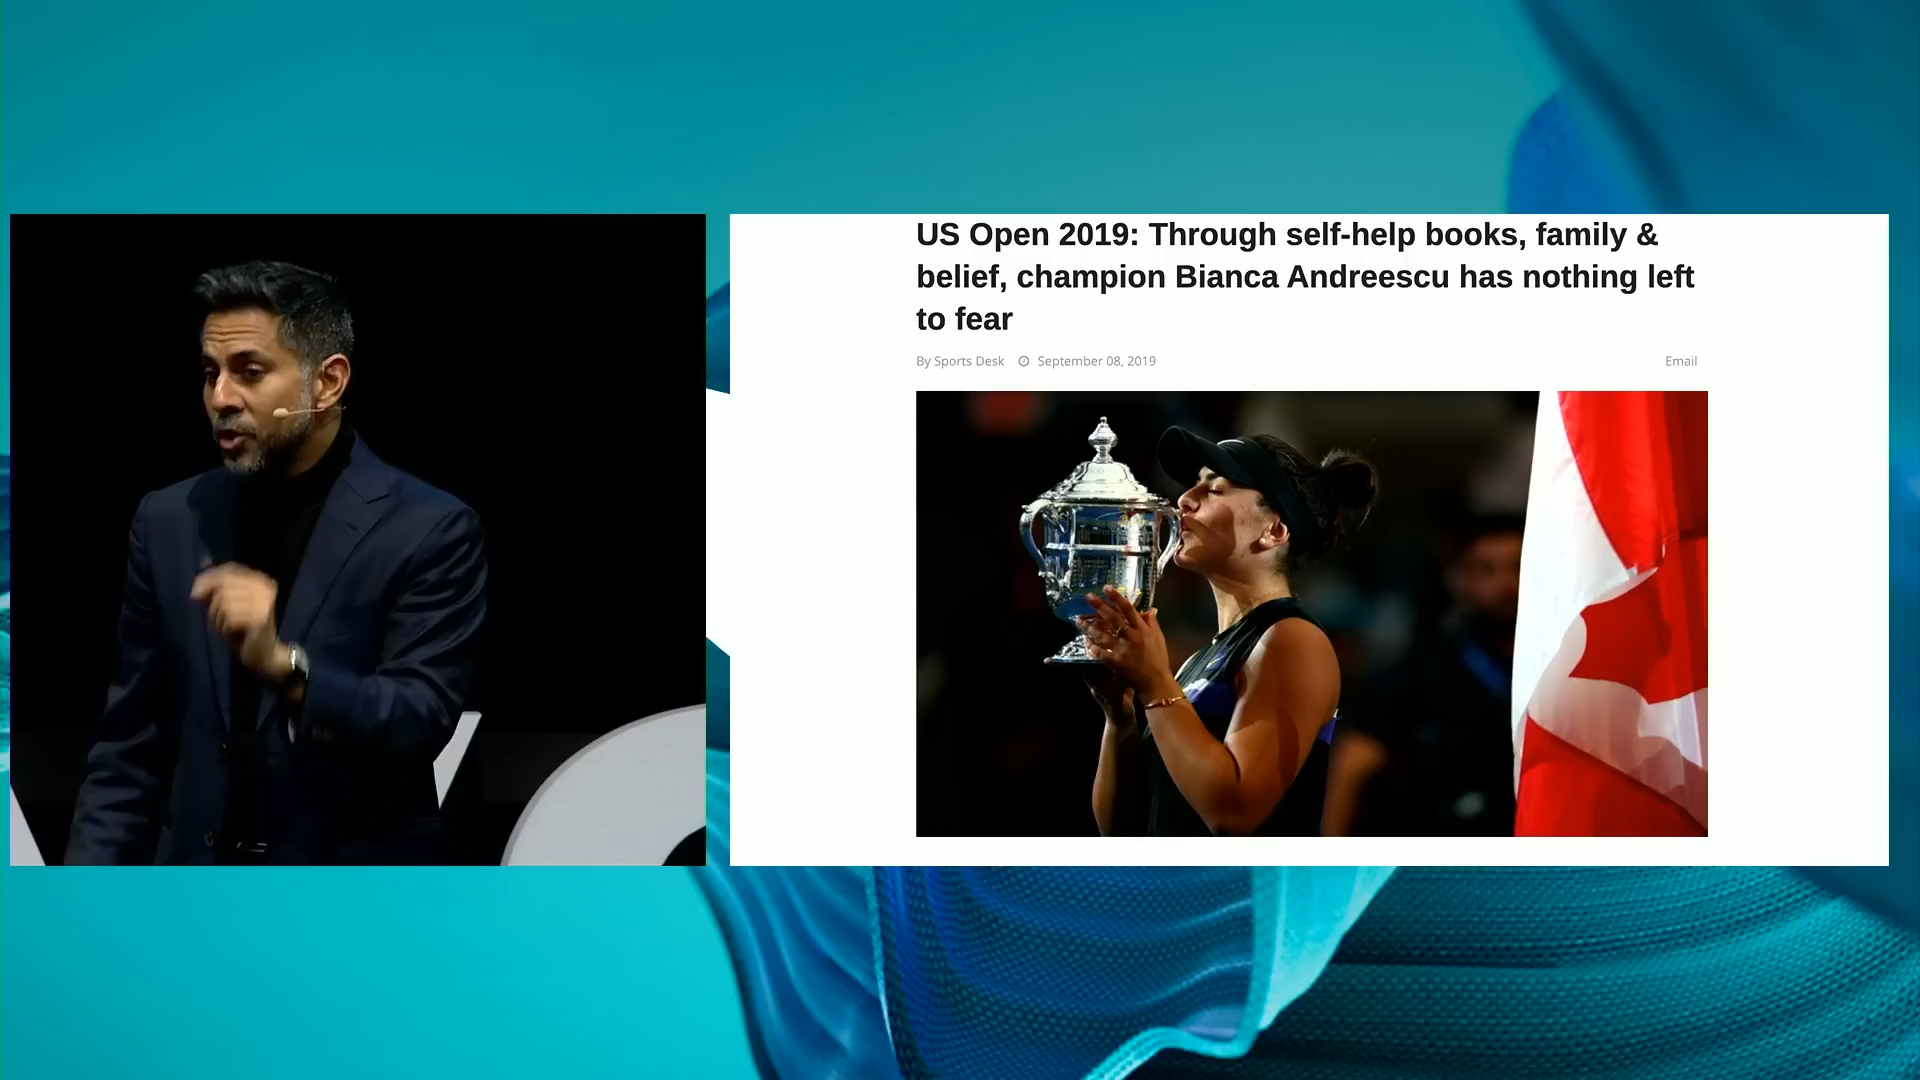 US Open 2019: Through self-help books, family &
belief, champion Bianca Andreescu has nothing left
to fear
By Sports Desk September 08, 2019 Email